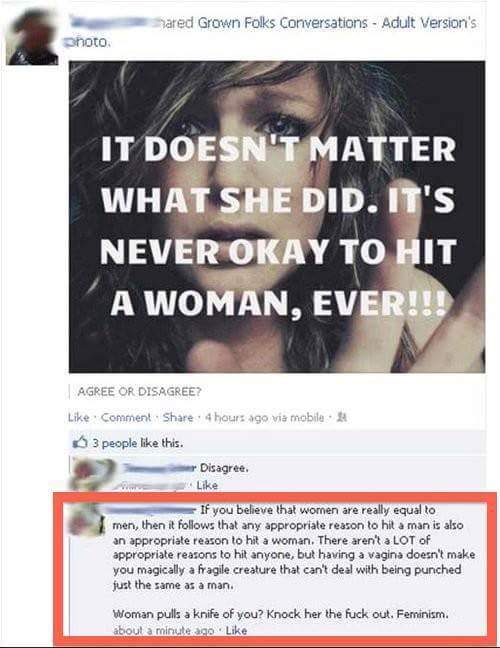 hared Grown Folks Conversations - Adult Version's
photo.
IT DOESN'T MATTER
WHAT SHE DID. IT'S
NEVER OKAY TO HIT
A WOMAN, EVER!!!
AGREE OR DISAGREE?
Like · Comment · Share · 4 hours ago via mobile ·
3 people like this.
Disagree.
Like
If you believe that women are really equal to
men, then it follows that any appropriate reason to hit a man is also
an appropriate reason to hit a woman. There aren't a LOT of
appropriate reasons to hit anyone, but having a vagina doesn't make
you magically a fragile creature that can't deal with being punched
just the same as a man.
Woman pulls a knife of you? Knock her the fuck out. Feminism.
about a minute ago · Like